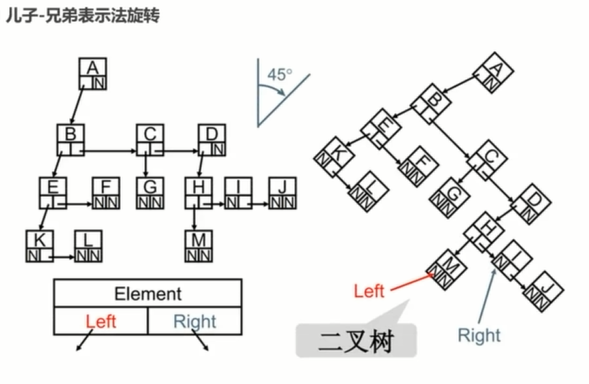 儿子-兄弟表示法旋转
A
N
B
C
D
N
E
F
NN
G
NN
H
I
N
J
NN
K
N
L
NN
M
NN
Element
Left Right
45°
A
N
B
E
C
K
N
F
NN
L
NN
G
NN
D
N
H
M
NN
I
N
J
NN
Left
Right
二叉树